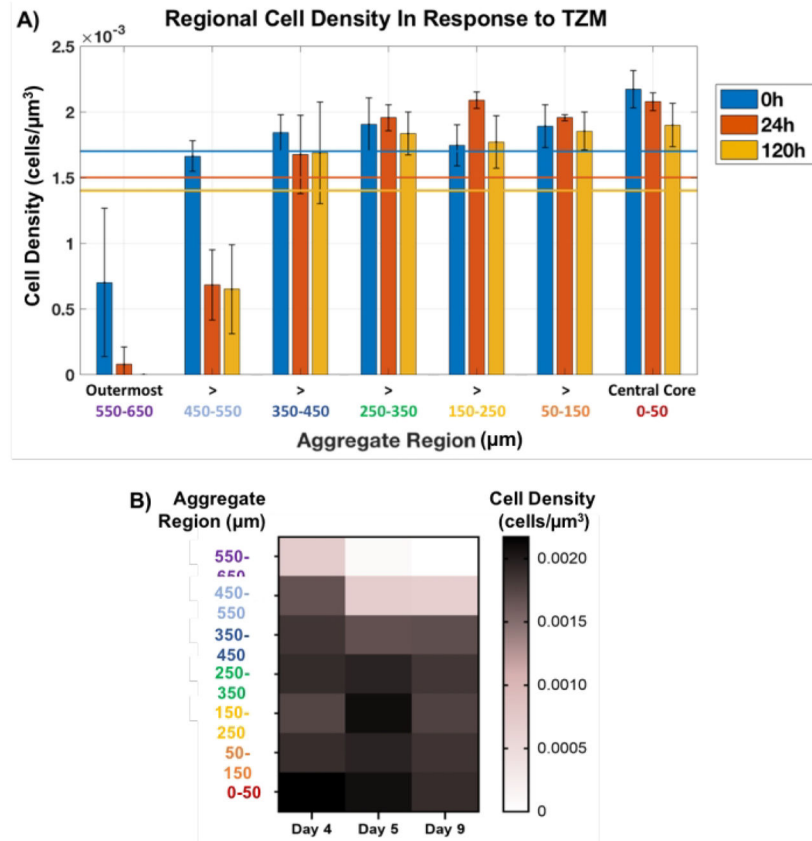 A)
Regional Cell Density In Response to TZM
×10⁻³
2.5
2
1.5
1
0.5
0
Cell Density (cells/µm³)
0h
24h
120h
Outermost > > > > > Central Core
550-650 450-550 350-450 250-350 150-250 50-150 0-50
Aggregate Region (µm)
B)
Aggregate
Region (µm)
550-
650
450-
550
350-
450
250-
350
150-
250
50-
150
0-50
Day 4 Day 5 Day 9
Cell Density
(cells/µm³)
0.0020
0.0015
0.0010
0.0005
0